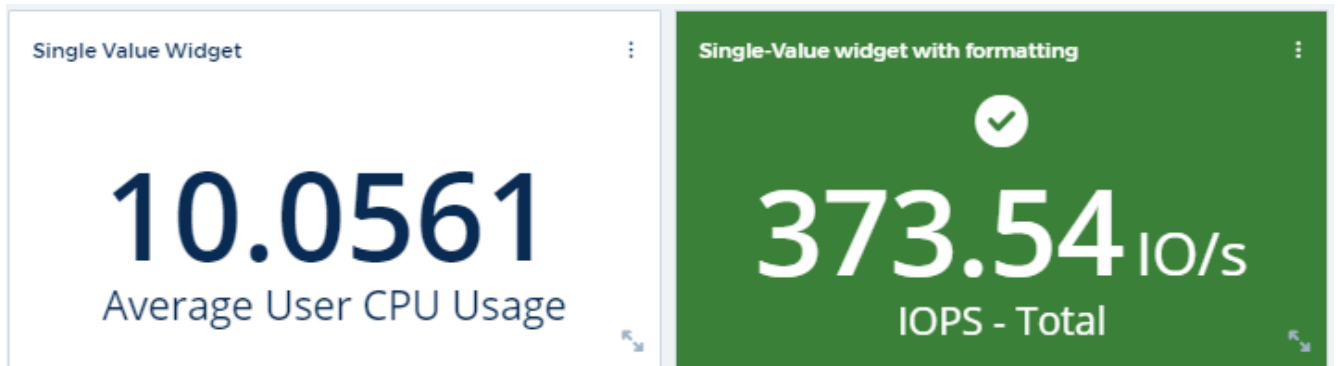 Single Value Widget
10.0561
Average User CPU Usage
Single-Value widget with formatting
373.54 IO/s
IOPS - Total